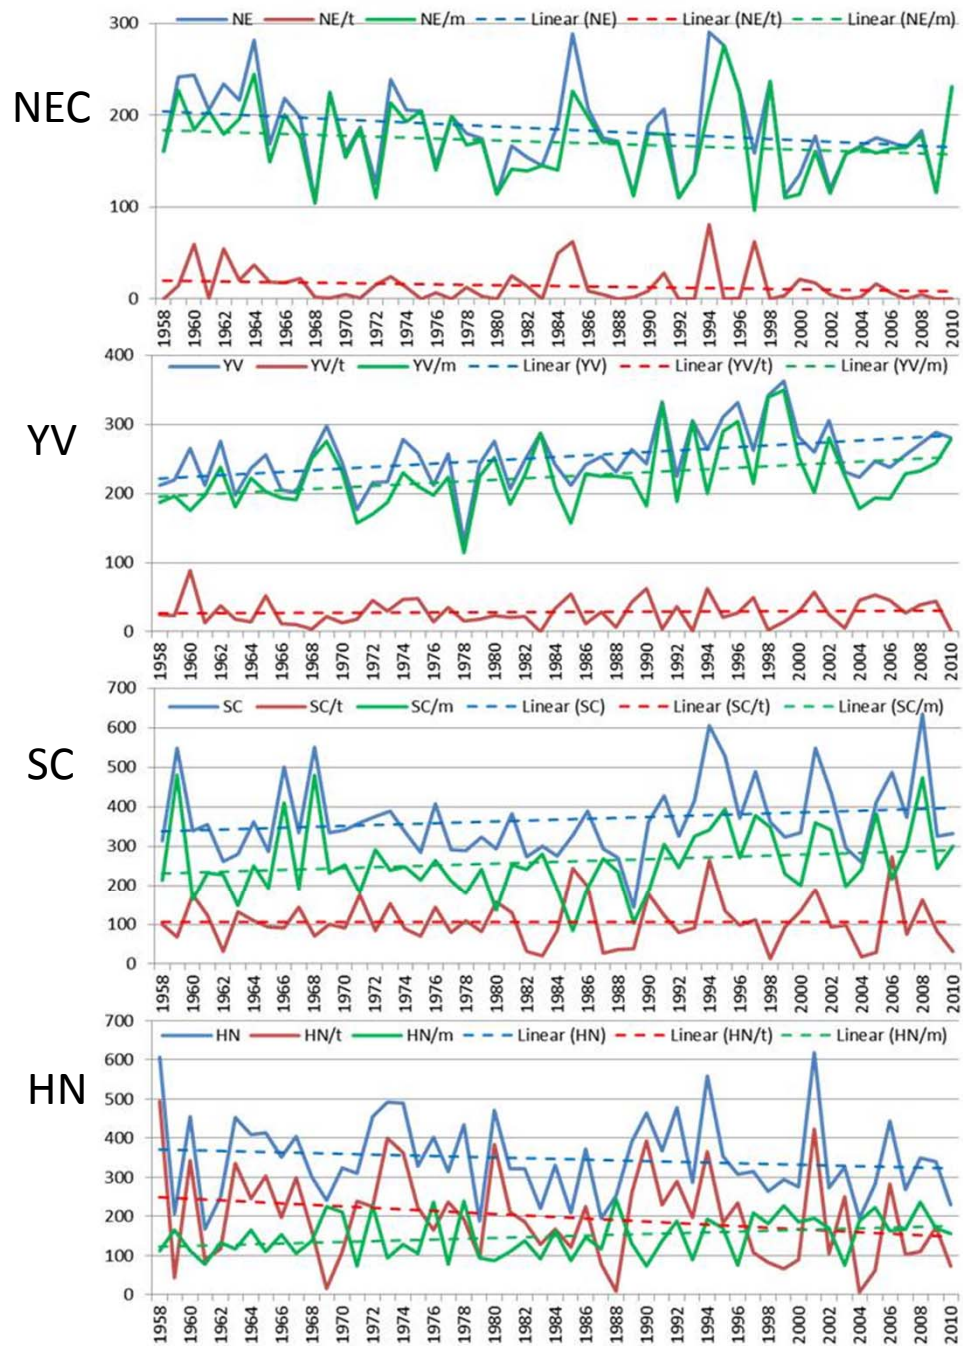 NE NE/t NE/m Linear (NE) Linear (NE/t) Linear (NE/m)
300
NEC
200
100
0
1958 1960 1962 1964 1966 1968 1970 1972 1974 1976 1978 1980 1982 1984 1986 1988 1990 1992 1994 1996 1998 2000 2002 2004 2006 2008 2010
400
YV YV/t YV/m Linear (YV) Linear (YV/t) Linear (YV/m)
YV
300
200
100
0
1958 1960 1962 1964 1966 1968 1970 1972 1974 1976 1978 1980 1982 1984 1986 1988 1990 1992 1994 1996 1998 2000 2002 2004 2006 2008 2010
700
SC SC/t SC/m Linear (SC) Linear (SC/t) Linear (SC/m)
600
SC
500
400
300
200
100
0
1958 1960 1962 1964 1966 1968 1970 1972 1974 1976 1978 1980 1982 1984 1986 1988 1990 1992 1994 1996 1998 2000 2002 2004 2006 2008 2010
700
HN HN/t HN/m Linear (HN) Linear (HN/t) Linear (HN/m)
600
HN
500
400
300
200
100
0
1958 1960 1962 1964 1966 1968 1970 1972 1974 1976 1978 1980 1982 1984 1986 1988 1990 1992 1994 1996 1998 2000 2002 2004 2006 2008 2010